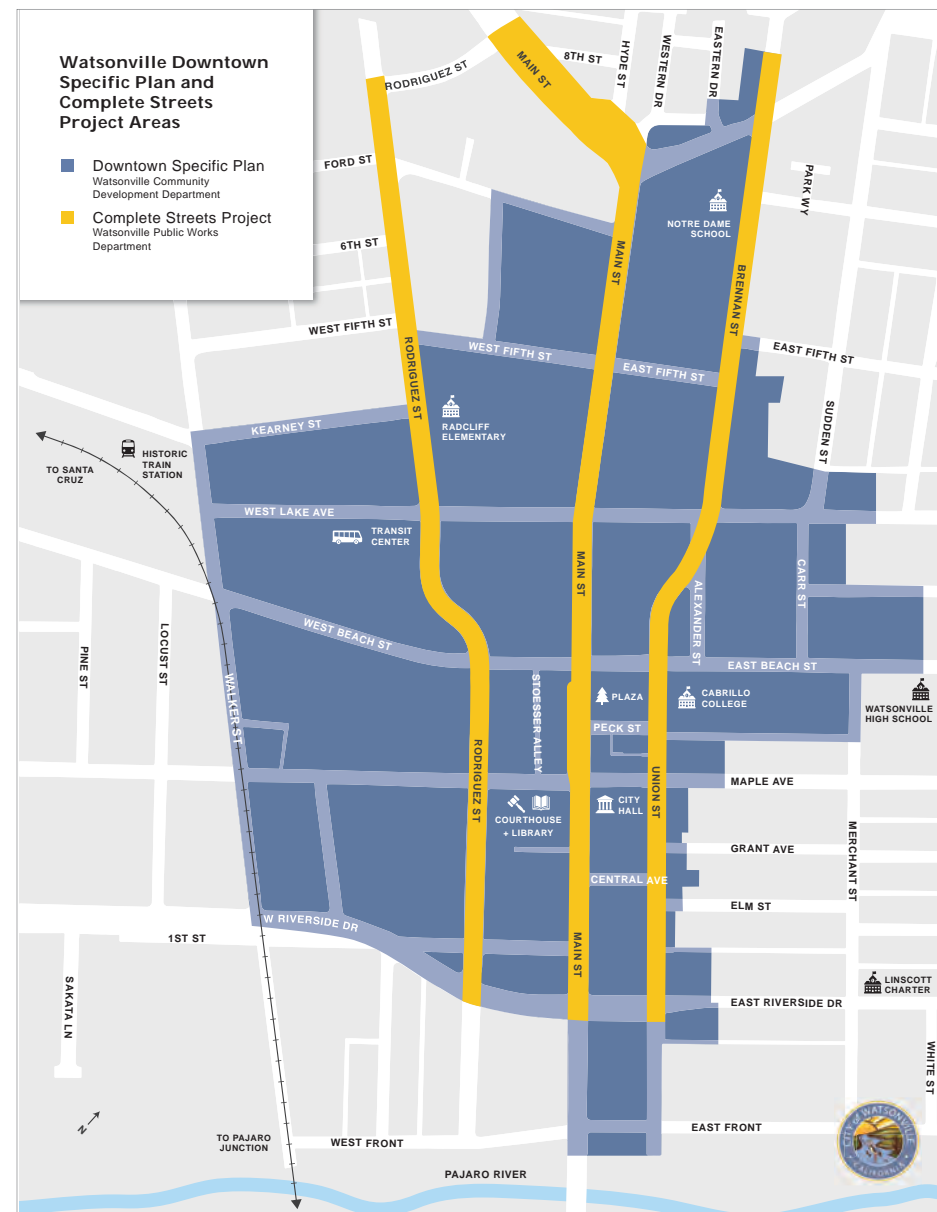 Watsonville Downtown
Specific Plan and
Complete Streets
Project Areas
Downtown Specific Plan
Watsonville Community
Development Department
Complete Streets Project
Watsonville Public Works
Department
RODRIGUEZ ST
MAIN ST
8TH ST
HYDE ST
WESTERN DR
EASTERN DR
FORD ST
PARK WY
NOTRE DAME
SCHOOL
6TH ST
MAIN ST
BRENNAN ST
WEST FIFTH ST
RODRIGUEZ ST
WEST FIFTH ST
EAST FIFTH ST
EAST FIFTH ST
KEARNEY ST
RADCLIFF
ELEMENTARY
SUDDEN ST
TO SANTA
CRUZ
HISTORIC
TRAIN
STATION
WEST LAKE AVE
TRANSIT
CENTER
MAIN ST
ALEXANDER ST
CARR ST
PINE ST
LOCUST ST
WEST BEACH ST
EAST BEACH ST
WALKER ST
STOESSER ALLEY
PLAZA
CABRILLO
COLLEGE
WATSONVILLE
HIGH SCHOOL
PECK ST
RODRIGUEZ ST
UNION ST
MAPLE AVE
COURTHOUSE
+ LIBRARY
CITY
HALL
MERCHANT ST
GRANT AVE
CENTRAL AVE
ELM ST
W RIVERSIDE DR
1ST ST
MAIN ST
SAKATA LN
LINSCOTT
CHARTER
EAST RIVERSIDE DR
WHITE ST
N
TO PAJARO
JUNCTION
WEST FRONT
EAST FRONT
CITY OF WATSONVILLE
CALIFORNIA
PAJARO RIVER